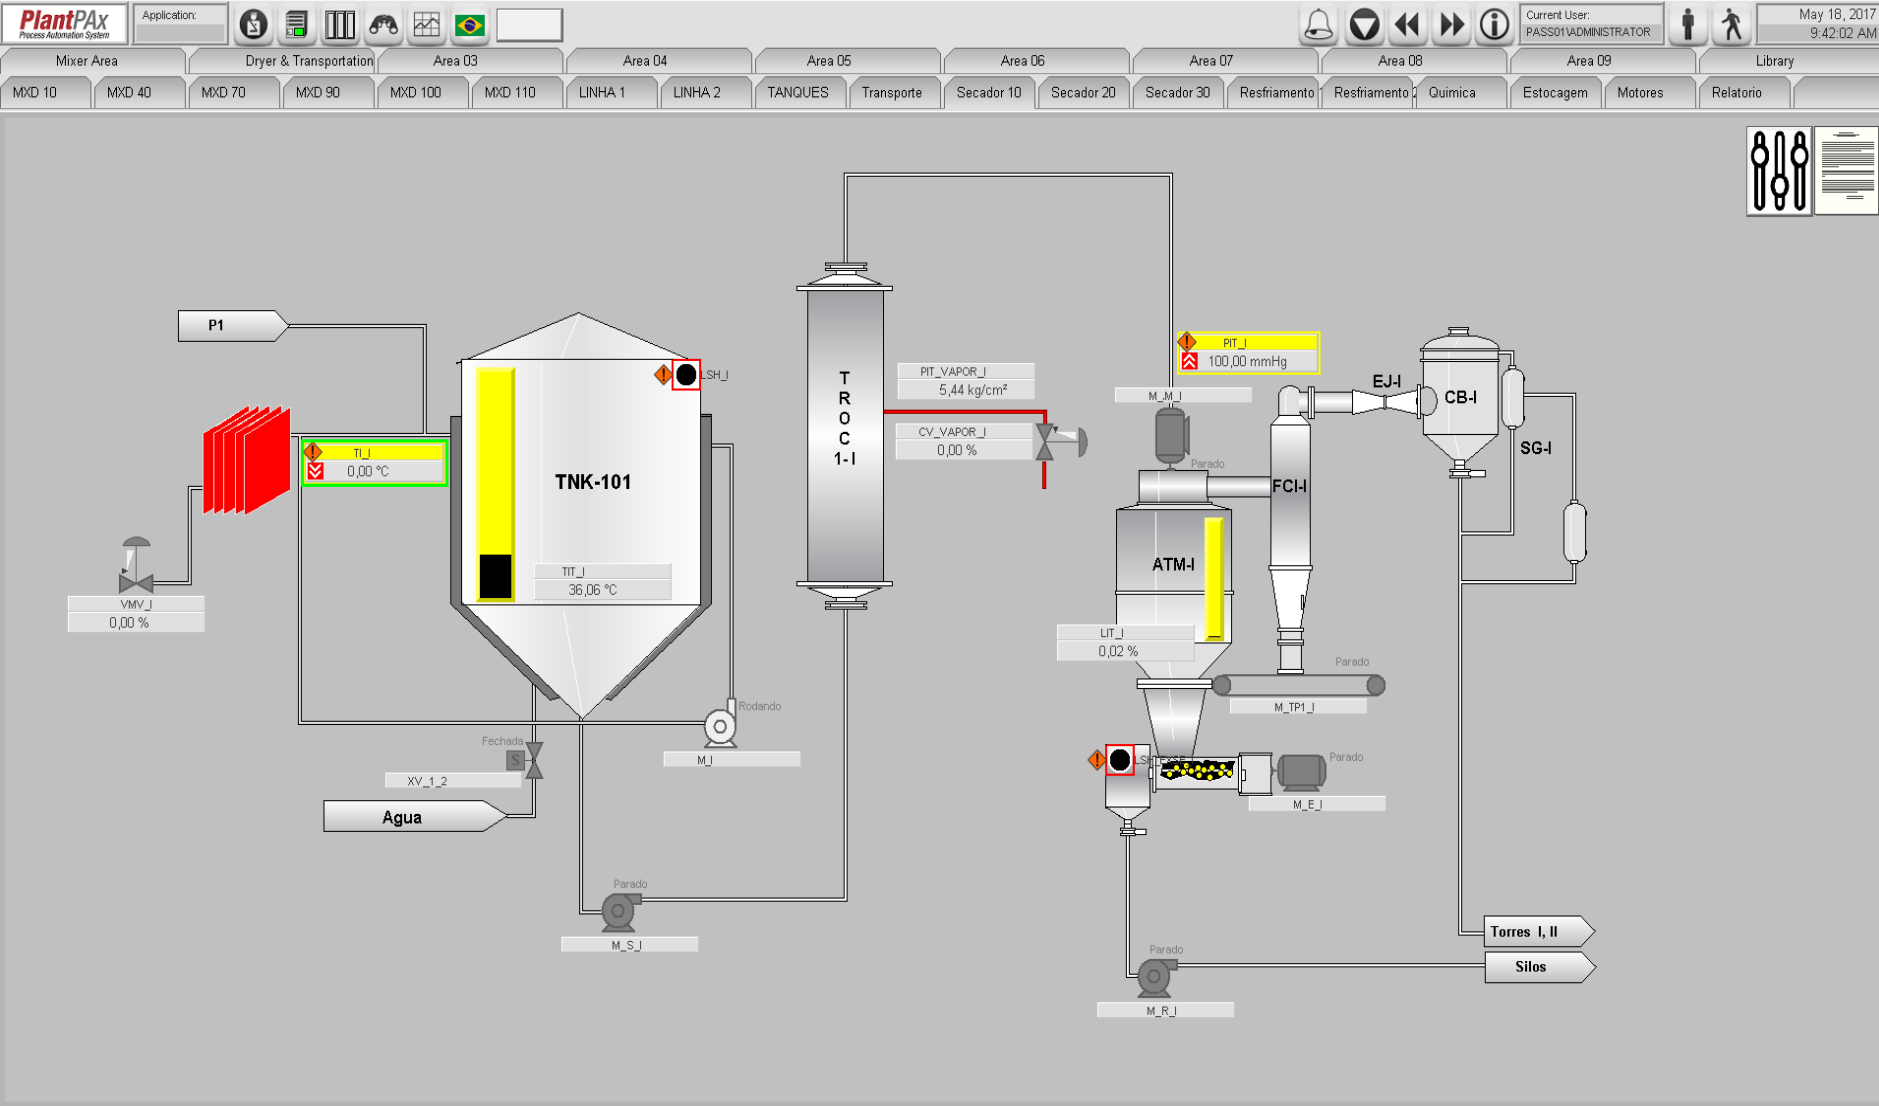 PlantPAx
Process Automation System
Application:
Current User:
PASS01\ADMINISTRATOR
May 18, 2017
9:42:02 AM
Mixer Area
Dryer & Transportation
Area 03
Area 04
Area 05
Area 06
Area 07
Area 08
Area 09
Library
MXD 10
MXD 40
MXD 70
MXD 90
MXD 100
MXD 110
LINHA 1
LINHA 2
TANQUES
Transporte
Secador 10
Secador 20
Secador 30
Resfriamento
Resfriamento
Quimica
Estocagem
Motores
Relatorio
P1
LSH_I
TI_I
0,00 °C
TNK-101
TIT_I
36,06 °C
VMV_I
0,00 %
TROC1-I
PIT_VAPOR_I
5,44 kg/cm²
CV_VAPOR_I
0,00 %
PIT_I
100,00 mmHg
M_M_I
Parado
EJ-I
CB-I
SG-I
FCI-I
ATM-I
LIT_I
0,02 %
Parado
M_TP1_I
Rodando
M_I
Fechada
S
XV_1_2
Agua
Parado
M_E_I
Parado
M_S_I
Parado
M_R_I
Torres I, II
Silos